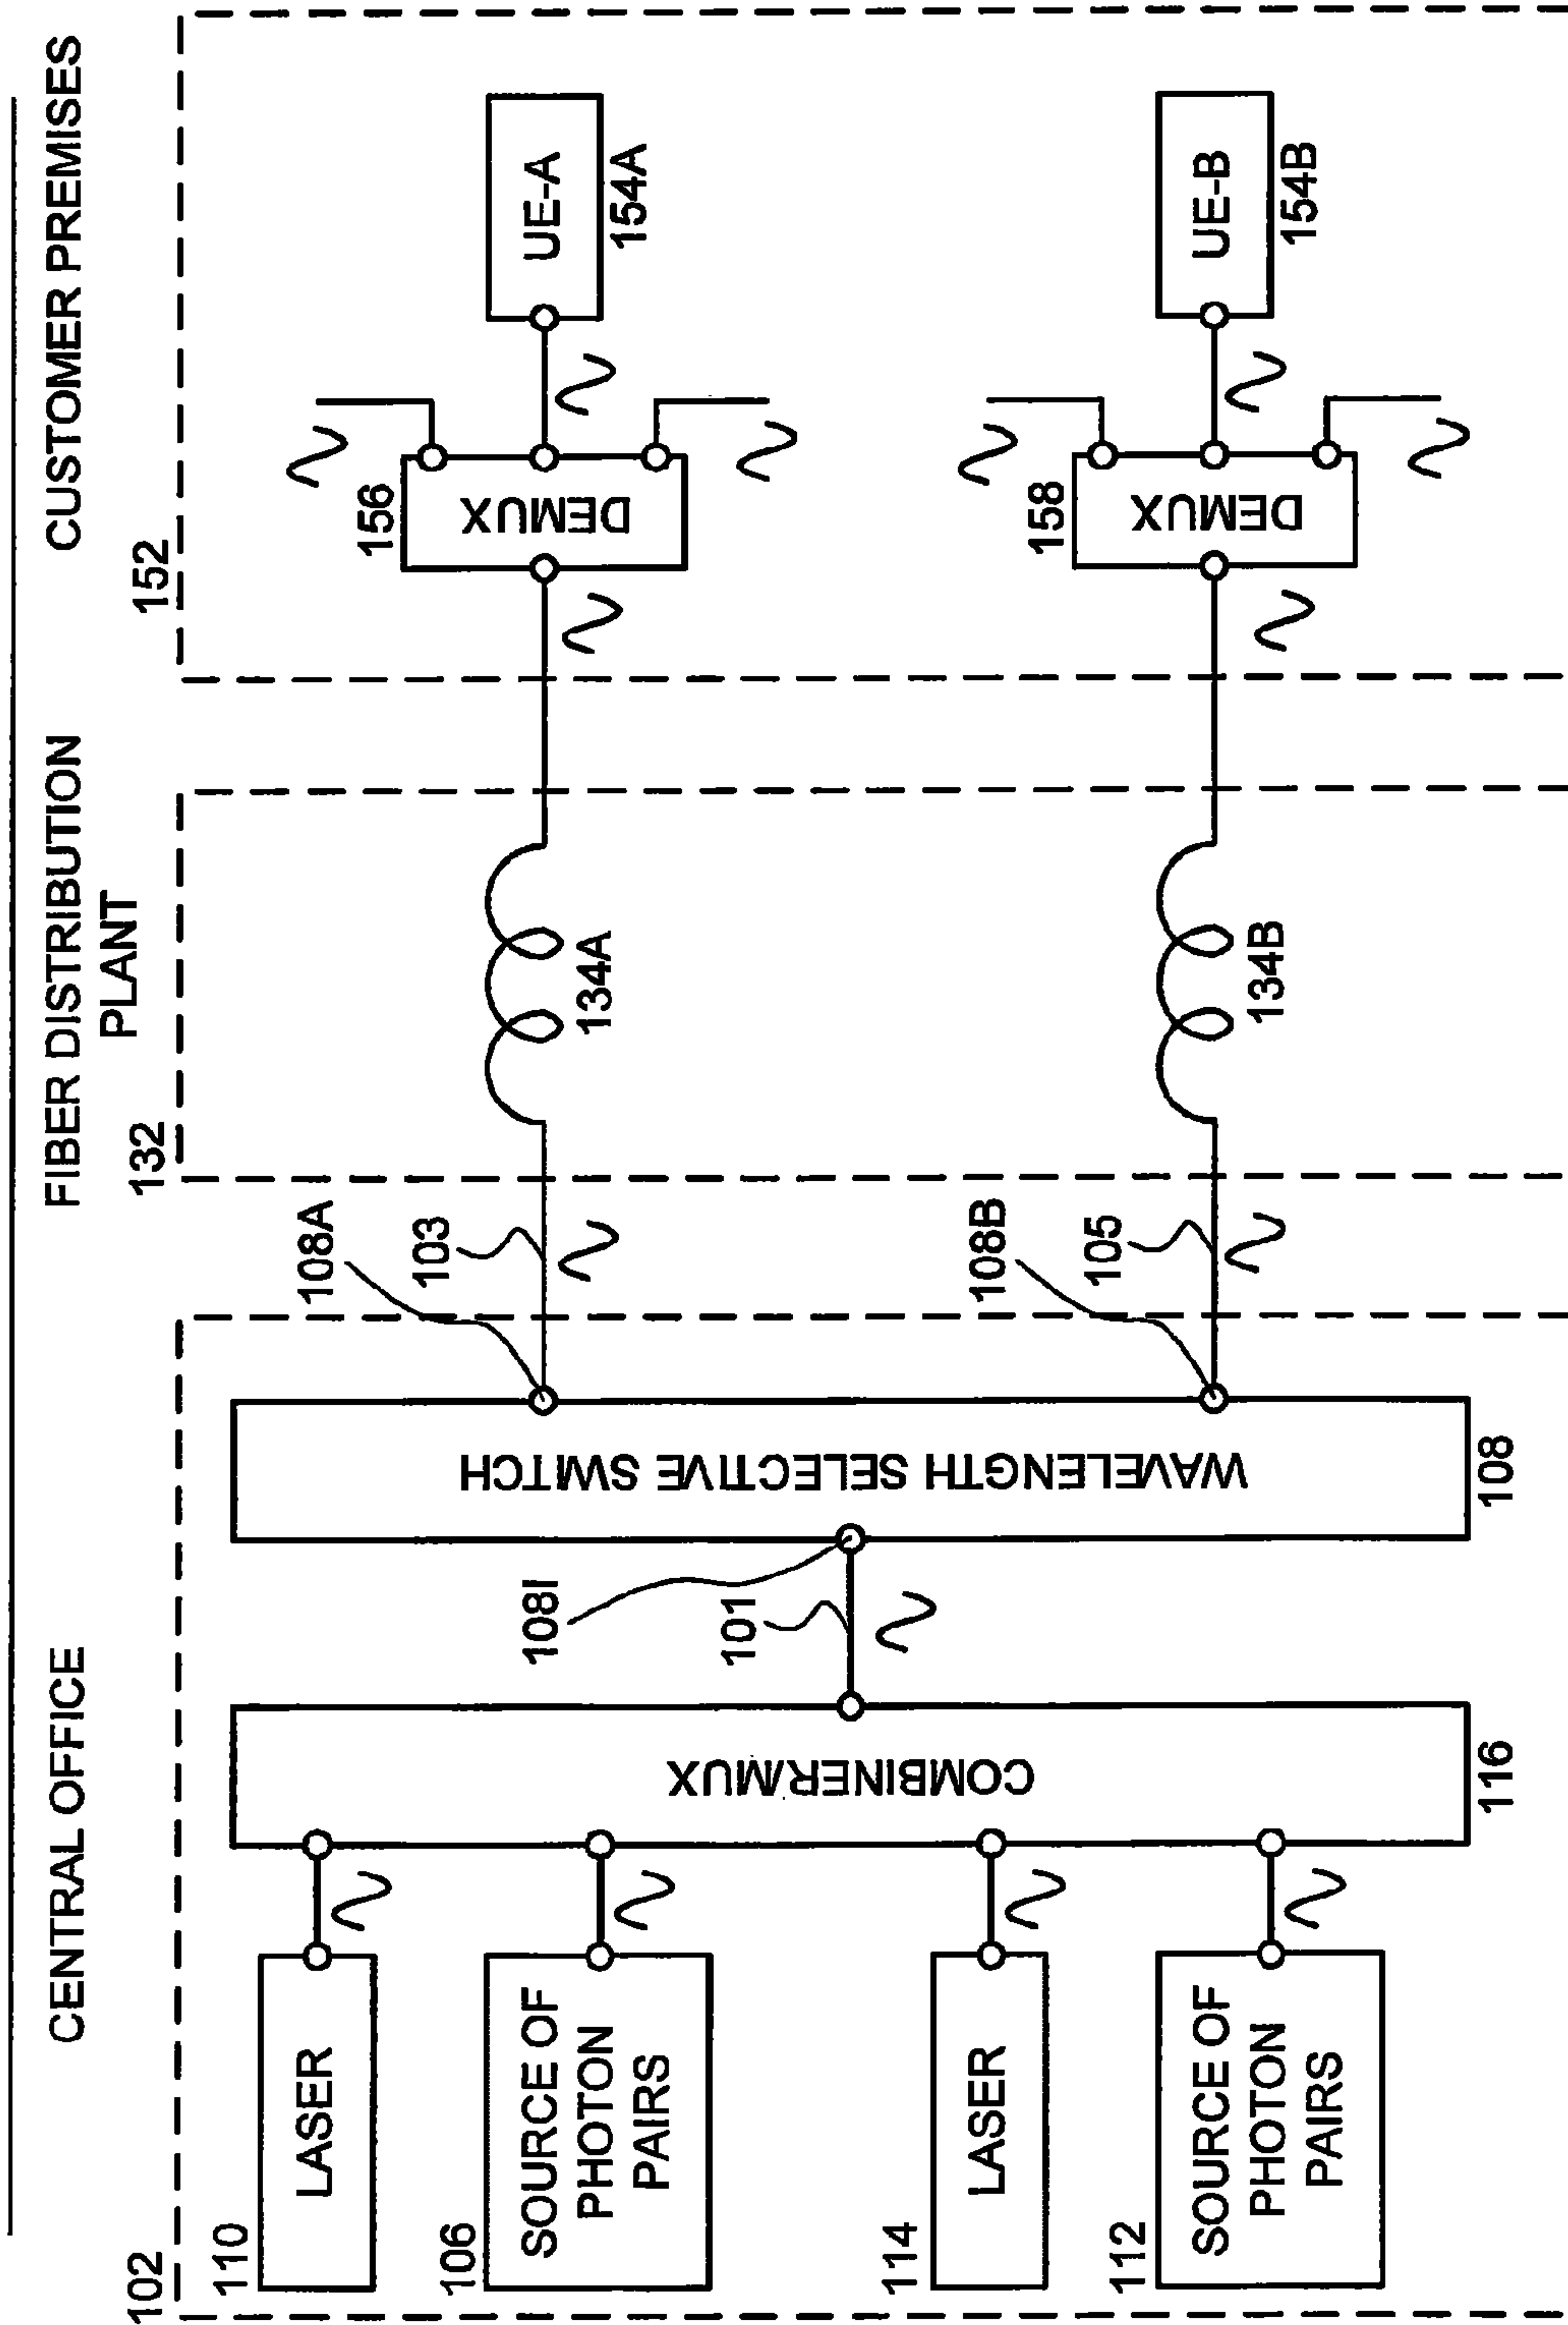 CENTRAL OFFICE
FIBER DISTRIBUTION
PLANT
CUSTOMER PREMISES
102
132
152
110
LASER
106
SOURCE OF
PHOTON
PAIRS
114
LASER
112
SOURCE OF
PHOTON
PAIRS
COMBINER/MUX
116
101
108I
WAVELENGTH SELECTIVE SWITCH
108
108A
103
108B
105
134A
134B
156
DEMUX
158
DEMUX
UE-A
154A
UE-B
154B